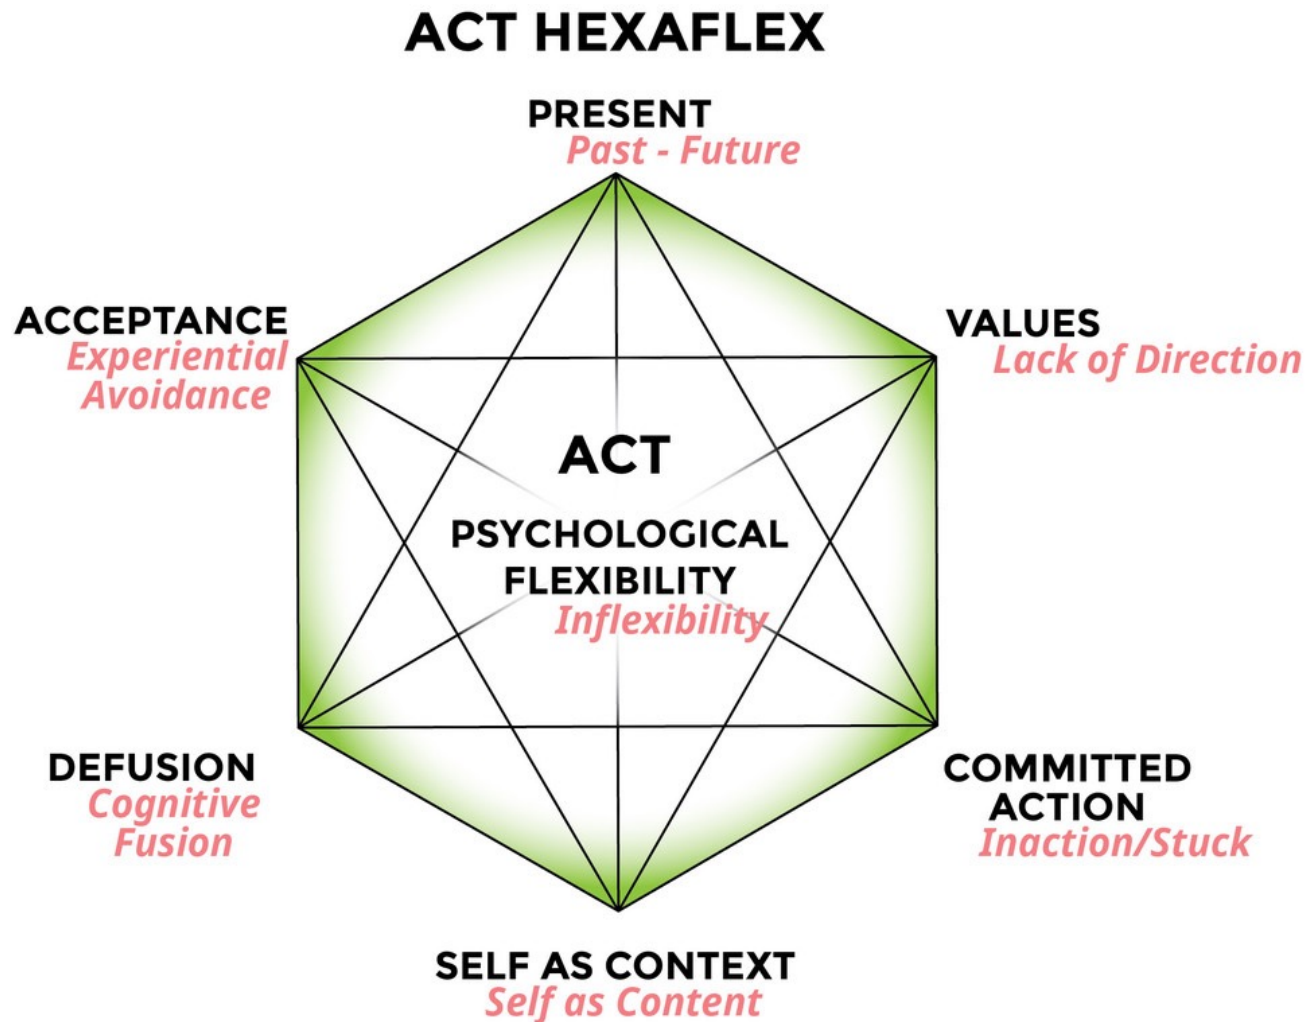 ACT HEXAFLEX
PRESENT
Past - Future
ACCEPTANCE
Experiential
Avoidance
VALUES
Lack of Direction
ACT
PSYCHOLOGICAL
FLEXIBILITY
Inflexibility
DEFUSION
Cognitive
Fusion
COMMITTED
ACTION
Inaction/Stuck
SELF AS CONTEXT
Self as Content